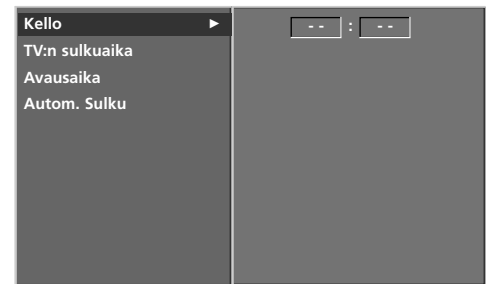 Kello ► - - : - -
TV:n sulkuaika
Avausaika
Autom. Sulku